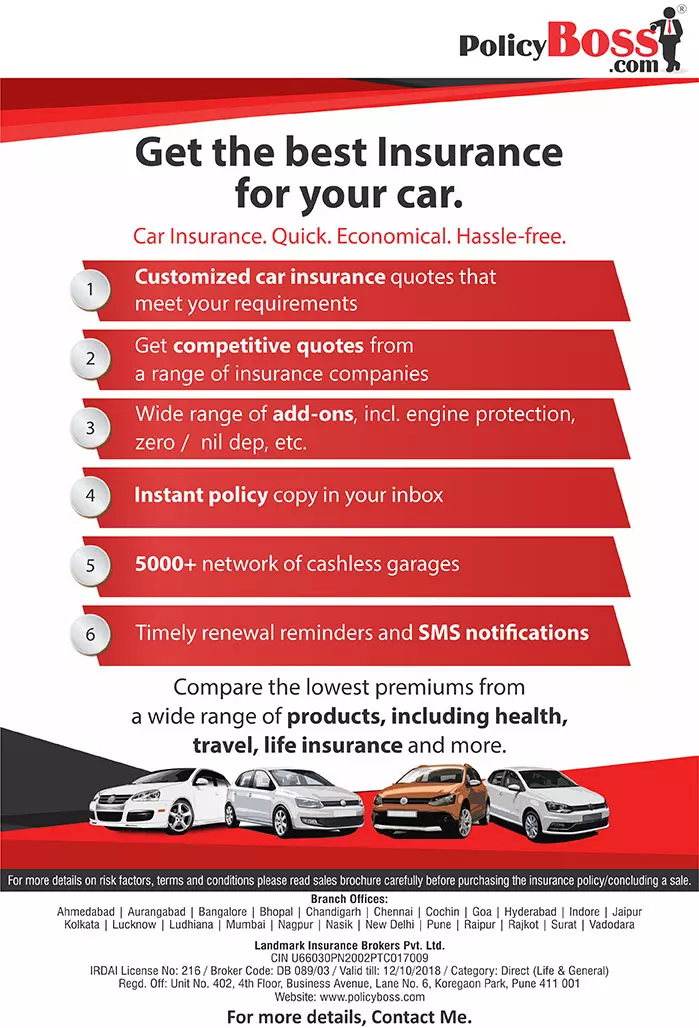 PolicyBoss®
.com
Get the best Insurance
for your car.
Car Insurance. Quick. Economical. Hassle-free.
1
Customized car insurance quotes that
meet your requirements
2
Get competitive quotes from
a range of insurance companies
3
Wide range of add-ons, incl. engine protection,
zero / nil dep, etc.
4
Instant policy copy in your inbox
5
5000+ network of cashless garages
6
Timely renewal reminders and SMS notifications
Compare the lowest premiums from
a wide range of products, including health,
travel, life insurance and more.
For more details on risk factors, terms and conditions please read sales brochure carefully before purchasing the insurance policy/concluding a sale.
Branch Offices:
Ahmedabad | Aurangabad | Bangalore | Bhopal | Chandigarh | Chennai | Cochin | Goa | Hyderabad | Indore | Jaipur
Kolkata | Lucknow | Ludhiana | Mumbai | Nagpur | Nasik | New Delhi | Pune | Raipur | Rajkot | Surat | Vadodara
Landmark Insurance Brokers Pvt. Ltd.
CIN U66030PN2002PTC017009
IRDAI License No: 216 / Broker Code: DB 089/03 / Valid till: 12/10/2018 / Category: Direct (Life & General)
Regd. Off: Unit No. 402, 4th Floor, Business Avenue, Lane No. 6, Koregaon Park, Pune 411 001
Website: www.policyboss.com
For more details, Contact Me.